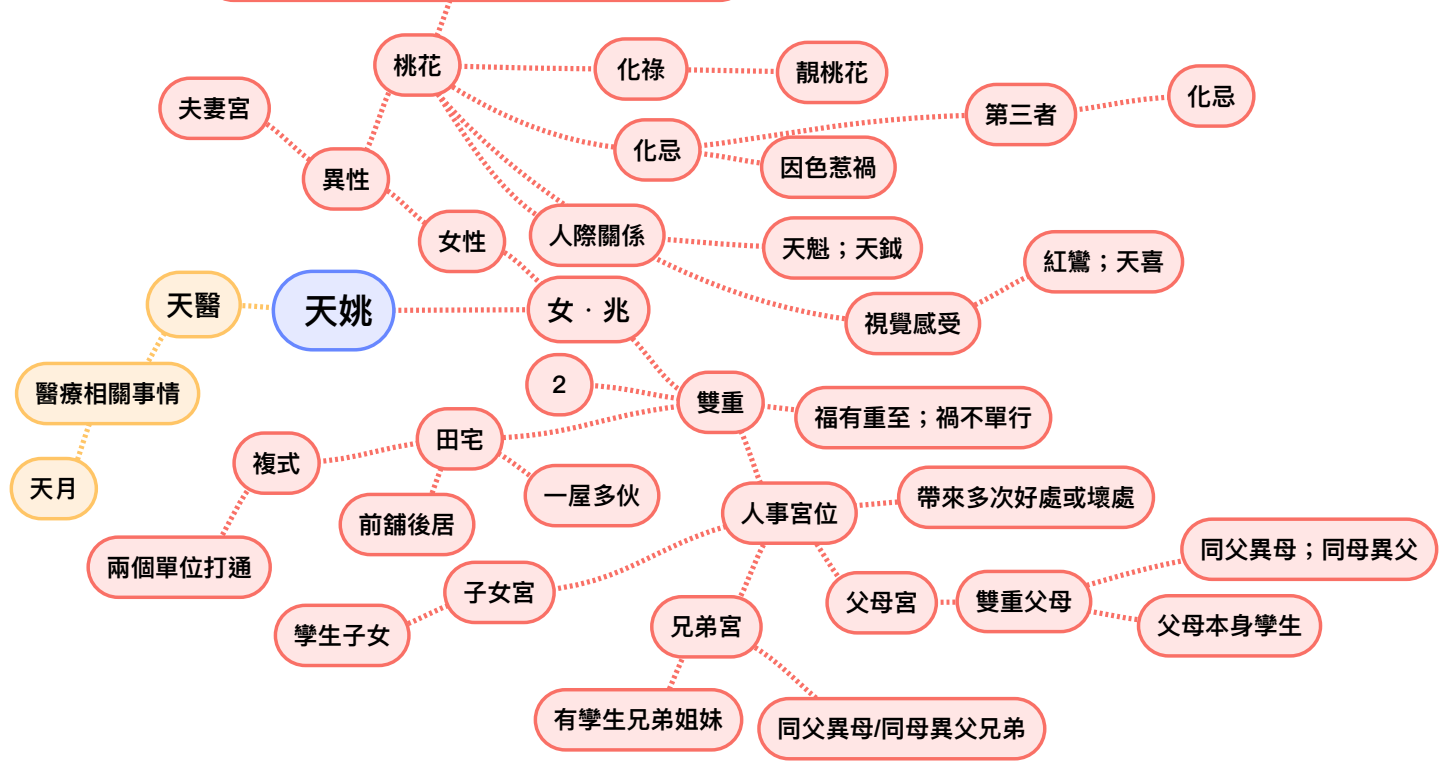 桃花
化祿
靚桃花
夫妻宮
化忌
第三者
化忌
因色惹禍
異性
女性
人際關係
天魁；天鉞
紅鸞；天喜
視覺感受
天醫
天姚
女 · 兆
醫療相關事情
天月
2
雙重
福有重至；禍不單行
田宅
複式
一屋多伙
前舖後居
兩個單位打通
人事宮位
帶來多次好處或壞處
子女宮
孿生子女
兄弟宮
父母宮
雙重父母
同父異母；同母異父
父母本身孿生
有孿生兄弟姐妹
同父異母/同母異父兄弟